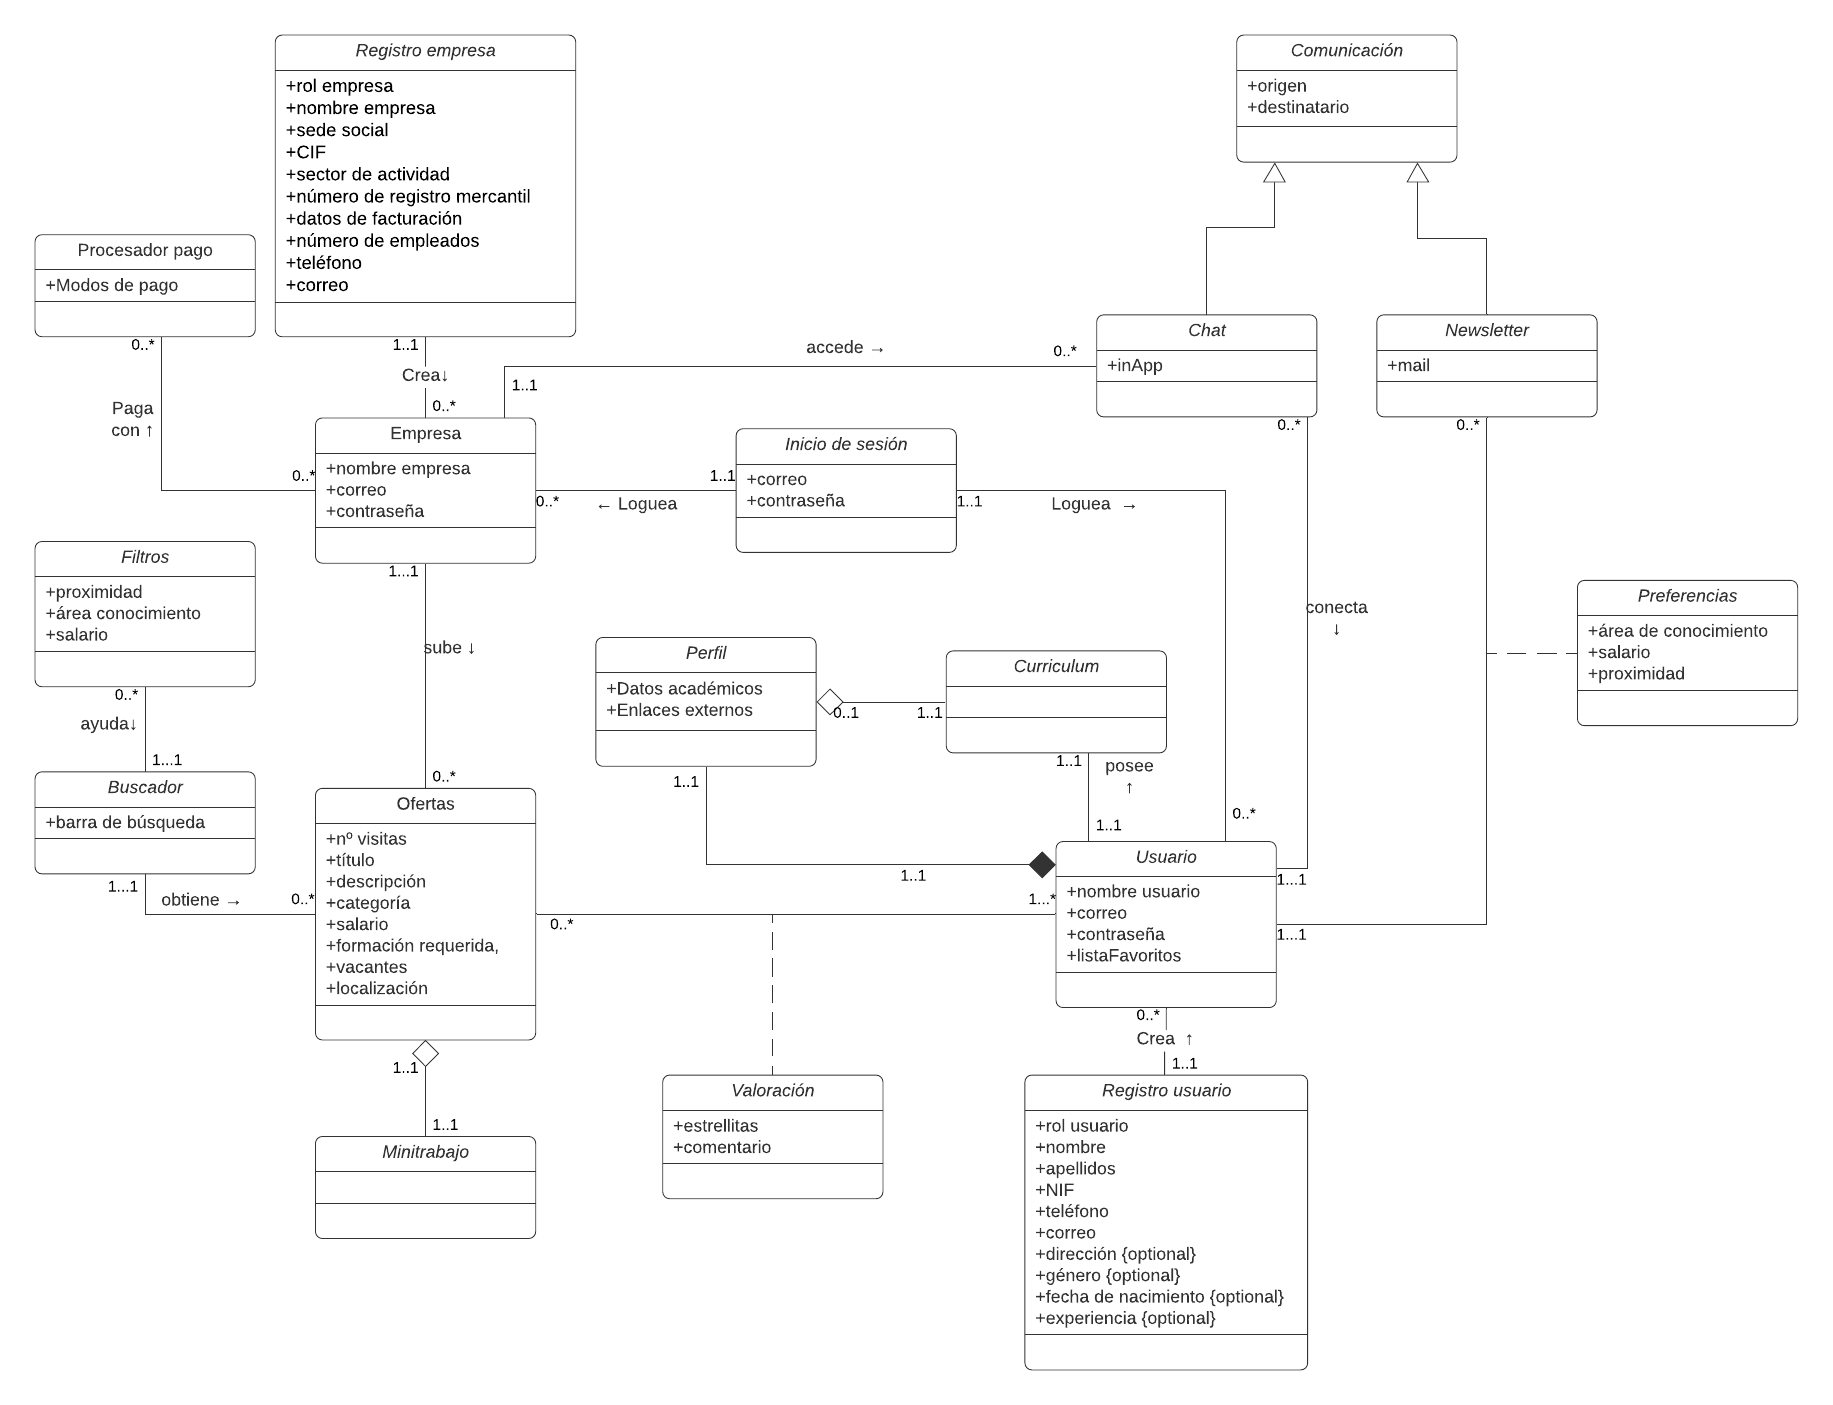 Registro empresa
+rol empresa
+nombre empresa
+sede social
+CIF
+sector de actividad
+número de registro mercantil
+datos de facturación
+número de empleados
+teléfono
+correo
Comunicación
+origen
+destinatario
Procesador pago
+Modos de pago
0..*
Paga
con ↑
0..*
1..1
Crea↓
0..*
1..1
accede →
0..*
Chat
+inApp
0..*
Newsletter
+mail
0..*
Empresa
+nombre empresa
+correo
+contraseña
0..*
← Loguea
1..1
Inicio de sesión
+correo
+contraseña
1..1
Loguea →
0..*
conecta
↓
Filtros
+proximidad
+área conocimiento
+salario
0..*
ayuda↓
1...1
1...1
sube ↓
0..*
Perfil
+Datos académicos
+Enlaces externos
0..1
1..1
Curriculum
1..1
posee
↑
1..1
Preferencias
+área de conocimiento
+salario
+proximidad
Buscador
+barra de búsqueda
1...1
obtiene →
0..*
Ofertas
+nº visitas
+título
+descripción
+categoría
+salario
+formación requerida,
+vacantes
+localización
0..*
1...*
1..1
1..1
Usuario
+nombre usuario
+correo
+contraseña
+listaFavoritos
1...1
1...1
0..*
Crea ↑
1..1
1..1
1..1
Minitrabajo
Valoración
+estrellitas
+comentario
Registro usuario
+rol usuario
+nombre
+apellidos
+NIF
+teléfono
+correo
+dirección {optional}
+género {optional}
+fecha de nacimiento {optional}
+experiencia {optional}